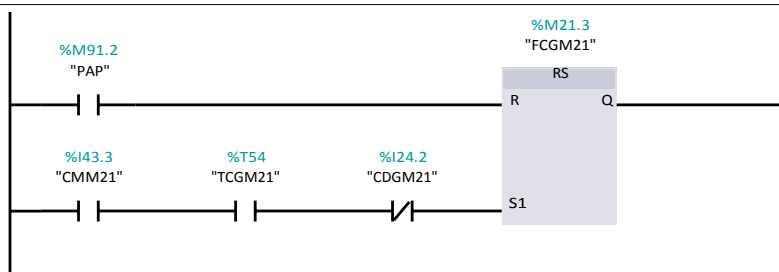 %M21.3
"FCGM21"
%M91.2
"PAP"
RS
R Q
%I43.3 %T54 %I24.2
"CMM21" "TCGM21" "CDGM21"
S1